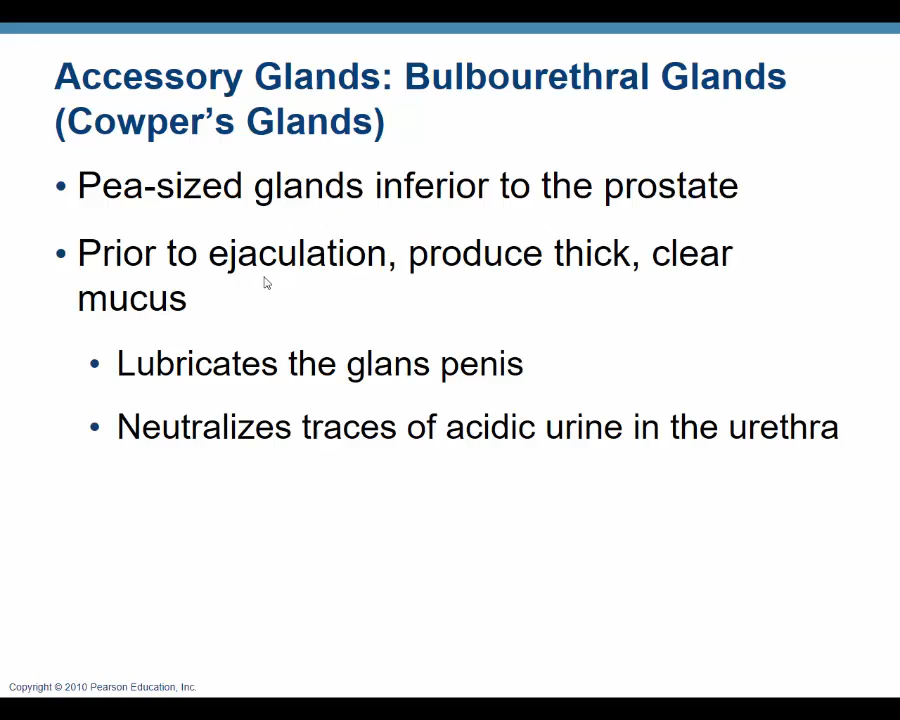 Accessory Glands: Bulbourethral Glands
(Cowper's Glands)
• Pea-sized glands inferior to the prostate
• Prior to ejaculation, produce thick, clear
mucus
• Lubricates the glans penis
• Neutralizes traces of acidic urine in the urethra
Copyright © 2010 Pearson Education, Inc.